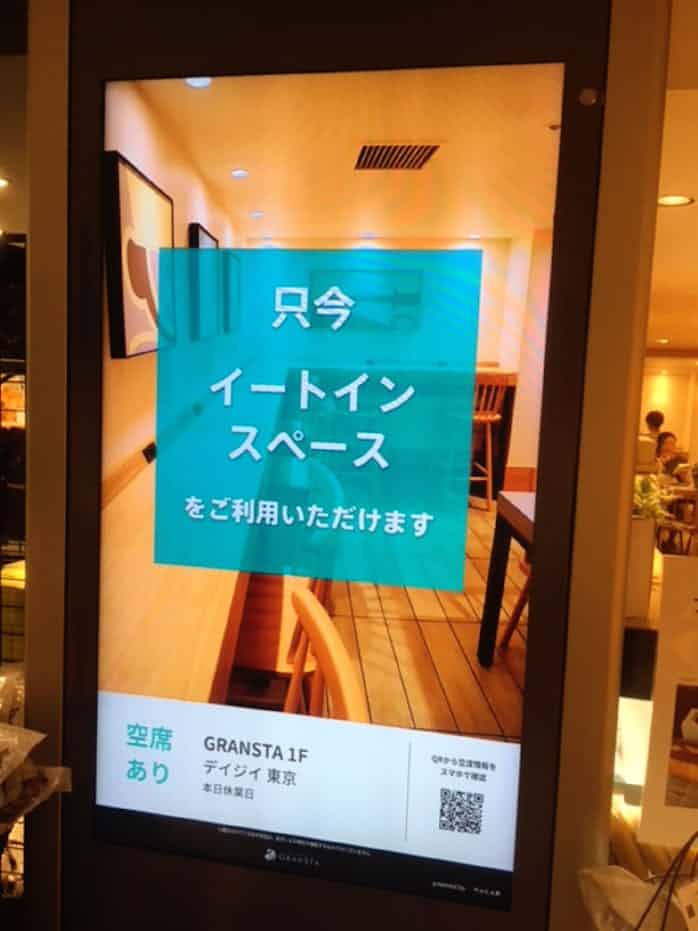 只今
イートイン
スペース
をご利用いただけます
空席
あり
GRANSTA 1F
デイジイ 東京
本日休業日
QRから空席情報を
スマホで確認
GRANSTA